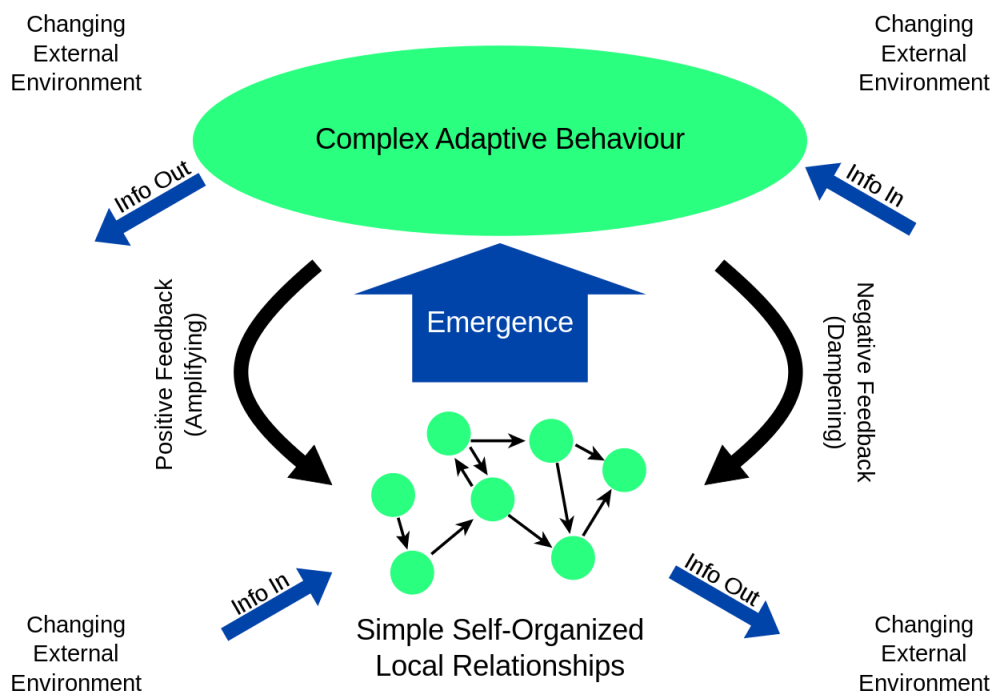 Changing
External
Environment
Changing
External
Environment
Complex Adaptive Behaviour
Info Out
Info In
Emergence
Positive Feedback
(Amplifying)
Negative Feedback
(Dampening)
Info In
Info Out
Simple Self-Organized
Local Relationships
Changing
External
Environment
Changing
External
Environment